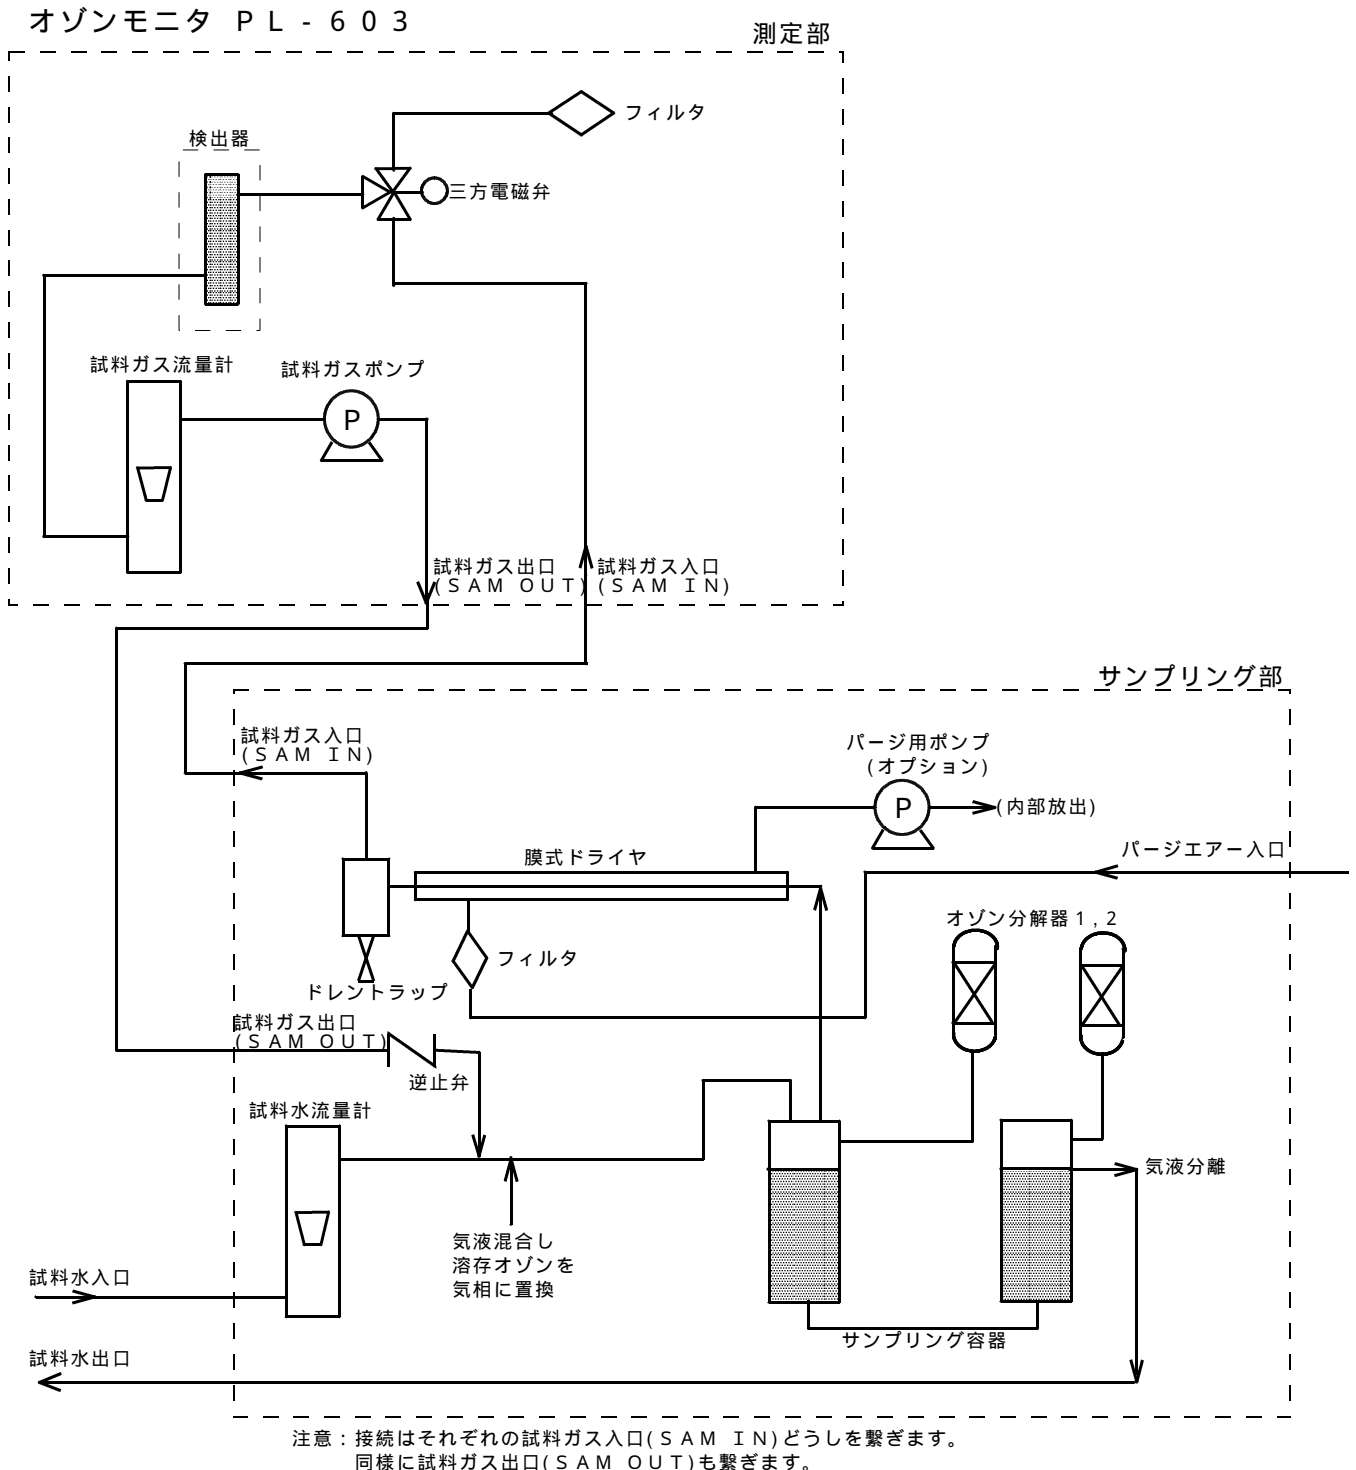 オゾンモニタ ＰＬ-６０３
測定部
フィルタ
検出器
三方電磁弁
試料ガス流量計
試料ガスポンプ
P
試料ガス出口
(ＳＡＭ ＯＵＴ)
試料ガス入口
(ＳＡＭ ＩＮ)
サンプリング部
試料ガス入口
(ＳＡＭ ＩＮ)
パージ用ポンプ
(オプション)
P
(内部放出)
膜式ドライヤ
パージエアー入口
オゾン分解器１,２
フィルタ
ドレントラップ
試料ガス出口
(ＳＡＭ ＯＵＴ)
逆止弁
試料水流量計
気液分離
気液混合し
溶存オゾンを
気相に置換
試料水入口
サンプリング容器
試料水出口
注意：接続はそれぞれの試料ガス入口(ＳＡＭ ＩＮ)どうしを繋ぎます。
同様に試料ガス出口(ＳＡＭ ＯＵＴ)も繋ぎます。